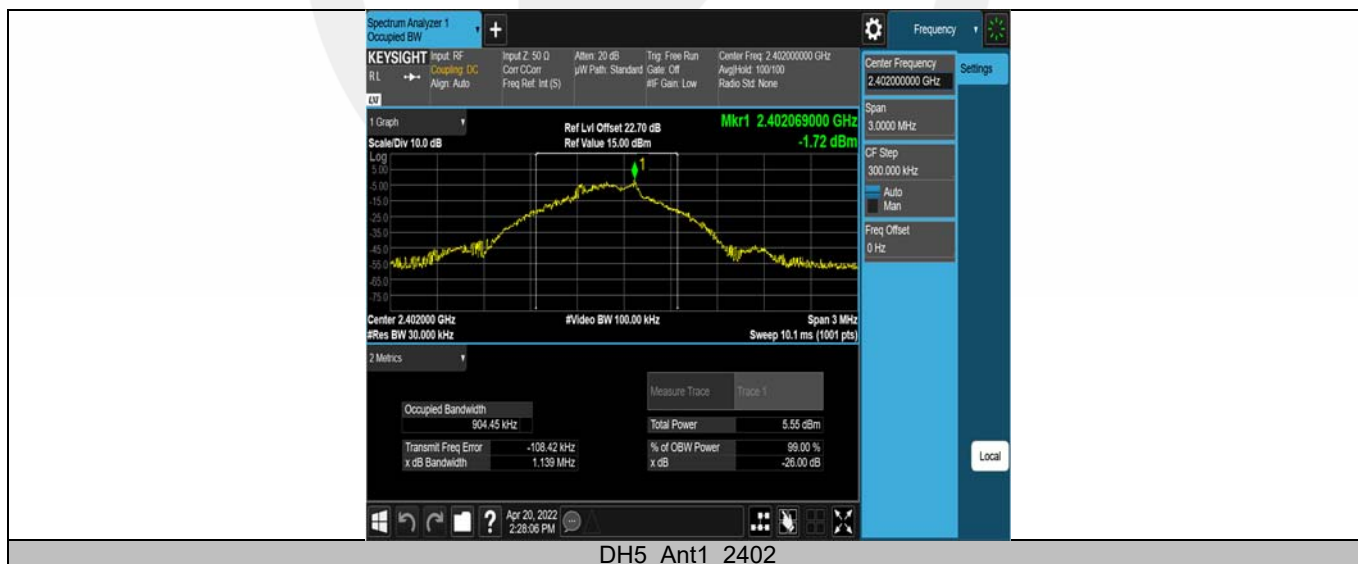 Spectrum Analyzer 1
Occupied BW
+
Frequency
KEYSIGHT Input: RF Input Z: 50 Ω Atten: 20 dB Trig: Free Run Center Freq: 2.402000000 GHz
RL Coupling: DC Corr CCorr µW Path: Standard Gate: Off Avg|Hold: 100/100
Align: Auto Freq Ref: Int (S) #IF Gain: Low Radio Std: None
LXI
Center Frequency
2.402000000 GHz
Settings
Span
3.0000 MHz
CF Step
300.000 kHz
Auto
Man
Freq Offset
0 Hz
Local
1 Graph
Ref Lvl Offset 22.70 dB Mkr1 2.402069000 GHz
Scale/Div 10.0 dB Ref Value 15.00 dBm -1.72 dBm
Log
5.00
-5.00
-15.0
-25.0
-35.0
-45.0
-55.0
-65.0
-75.0
1
Center 2.402000 GHz #Video BW 100.00 kHz Span 3 MHz
#Res BW 30.000 kHz Sweep 10.1 ms (1001 pts)
2 Metrics
Measure Trace Trace 1
Occupied Bandwidth
904.45 kHz Total Power 5.55 dBm
Transmit Freq Error -108.42 kHz % of OBW Power 99.00 %
x dB Bandwidth 1.139 MHz x dB -26.00 dB
? Apr 20, 2022
2:28:06 PM
DH5_Ant1_2402